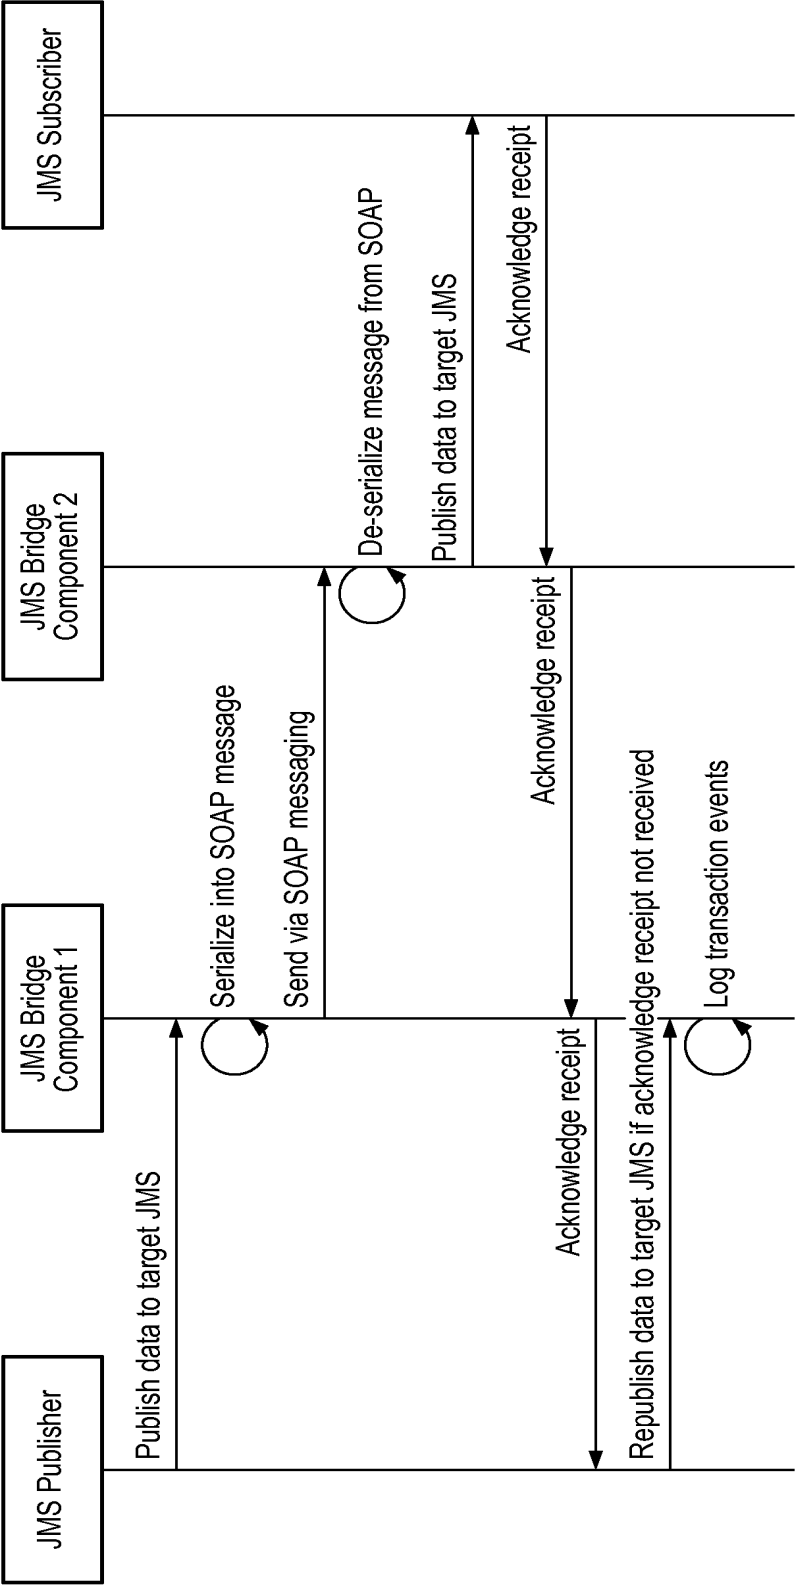 JMS Publisher
JMS Bridge
Component 1
JMS Bridge
Component 2
JMS Subscriber
Publish data to target JMS
Serialize into SOAP message
Send via SOAP messaging
De-serialize message from SOAP
Publish data to target JMS
Acknowledge receipt
Acknowledge receipt
Acknowledge receipt
Republish data to target JMS if acknowledge receipt not received
Log transaction events